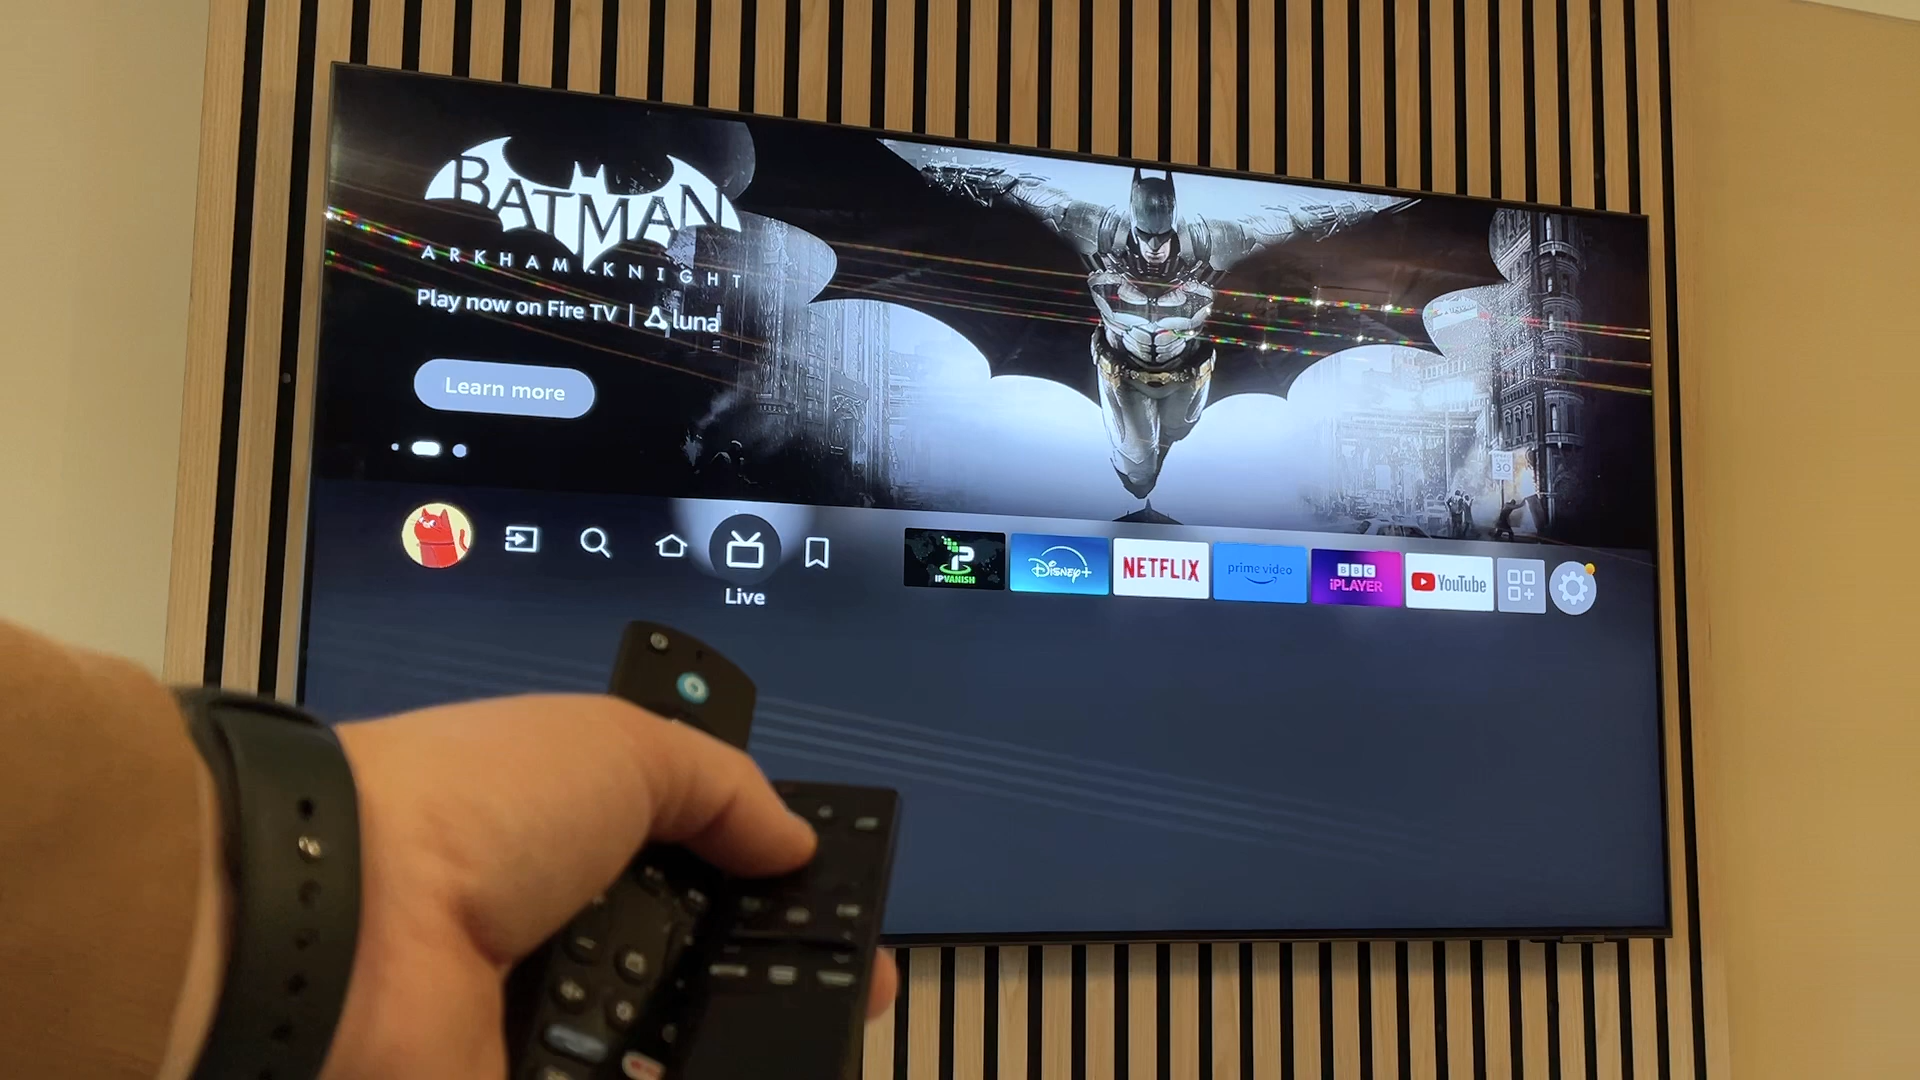 BATMAN
ARKHAM KNIGHT
Play now on Fire TV | luna
Learn more
30
IPVANISH
Disney+
NETFLIX
prime video
BBC
iPLAYER
YouTube
Live